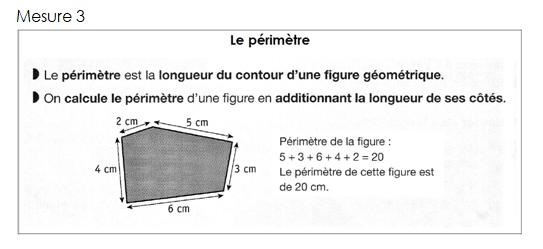 Mesure 3
Le périmètre
Le périmètre est la longueur du contour d'une figure géométrique.
On calcule le périmètre d'une figure en additionnant la longueur de ses côtés.
2 cm
5 cm
4 cm
3 cm
6 cm
Périmètre de la figure :
5 + 3 + 6 + 4 + 2 = 20
Le périmètre de cette figure est
de 20 cm.